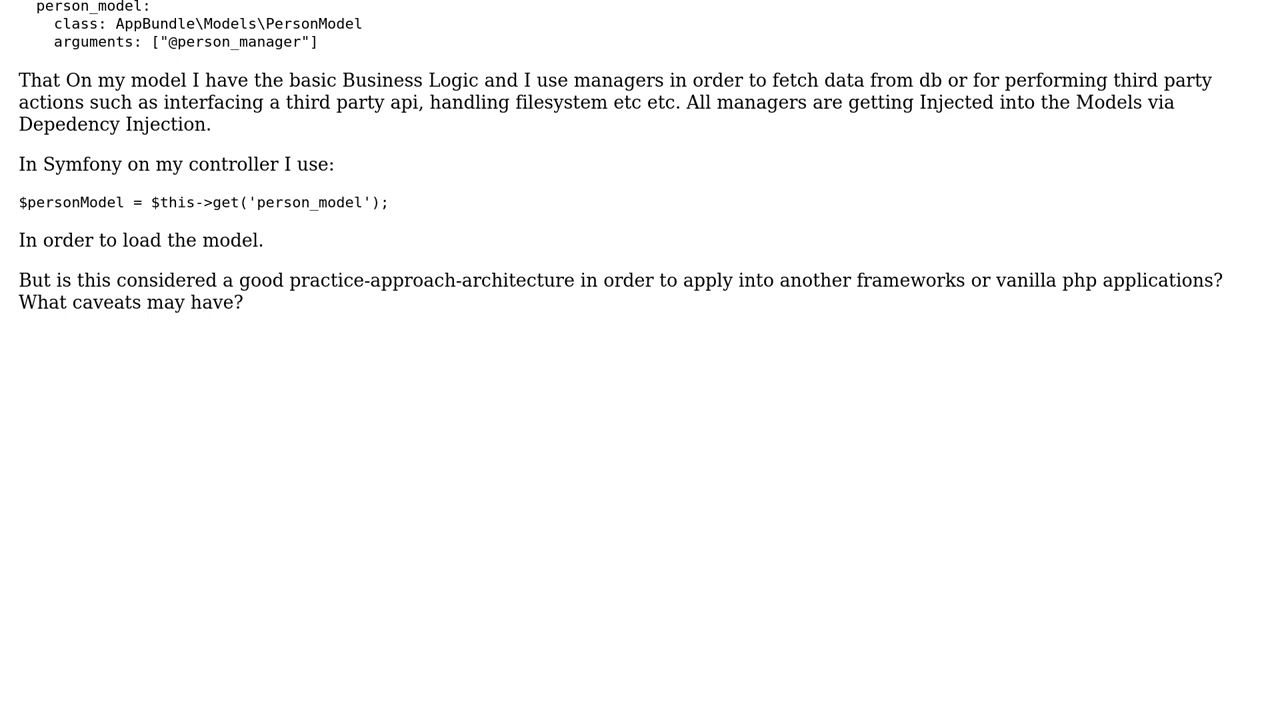 person_model:
class: AppBundle\Models\PersonModel
arguments: ["@person_manager"]
That On my model I have the basic Business Logic and I use managers in order to fetch data from db or for performing third party
actions such as interfacing a third party api, handling filesystem etc etc. All managers are getting Injected into the Models via
Depedency Injection.
In Symfony on my controller I use:
$personModel = $this->get('person_model');
In order to load the model.
But is this considered a good practice-approach-architecture in order to apply into another frameworks or vanilla php applications?
What caveats may have?